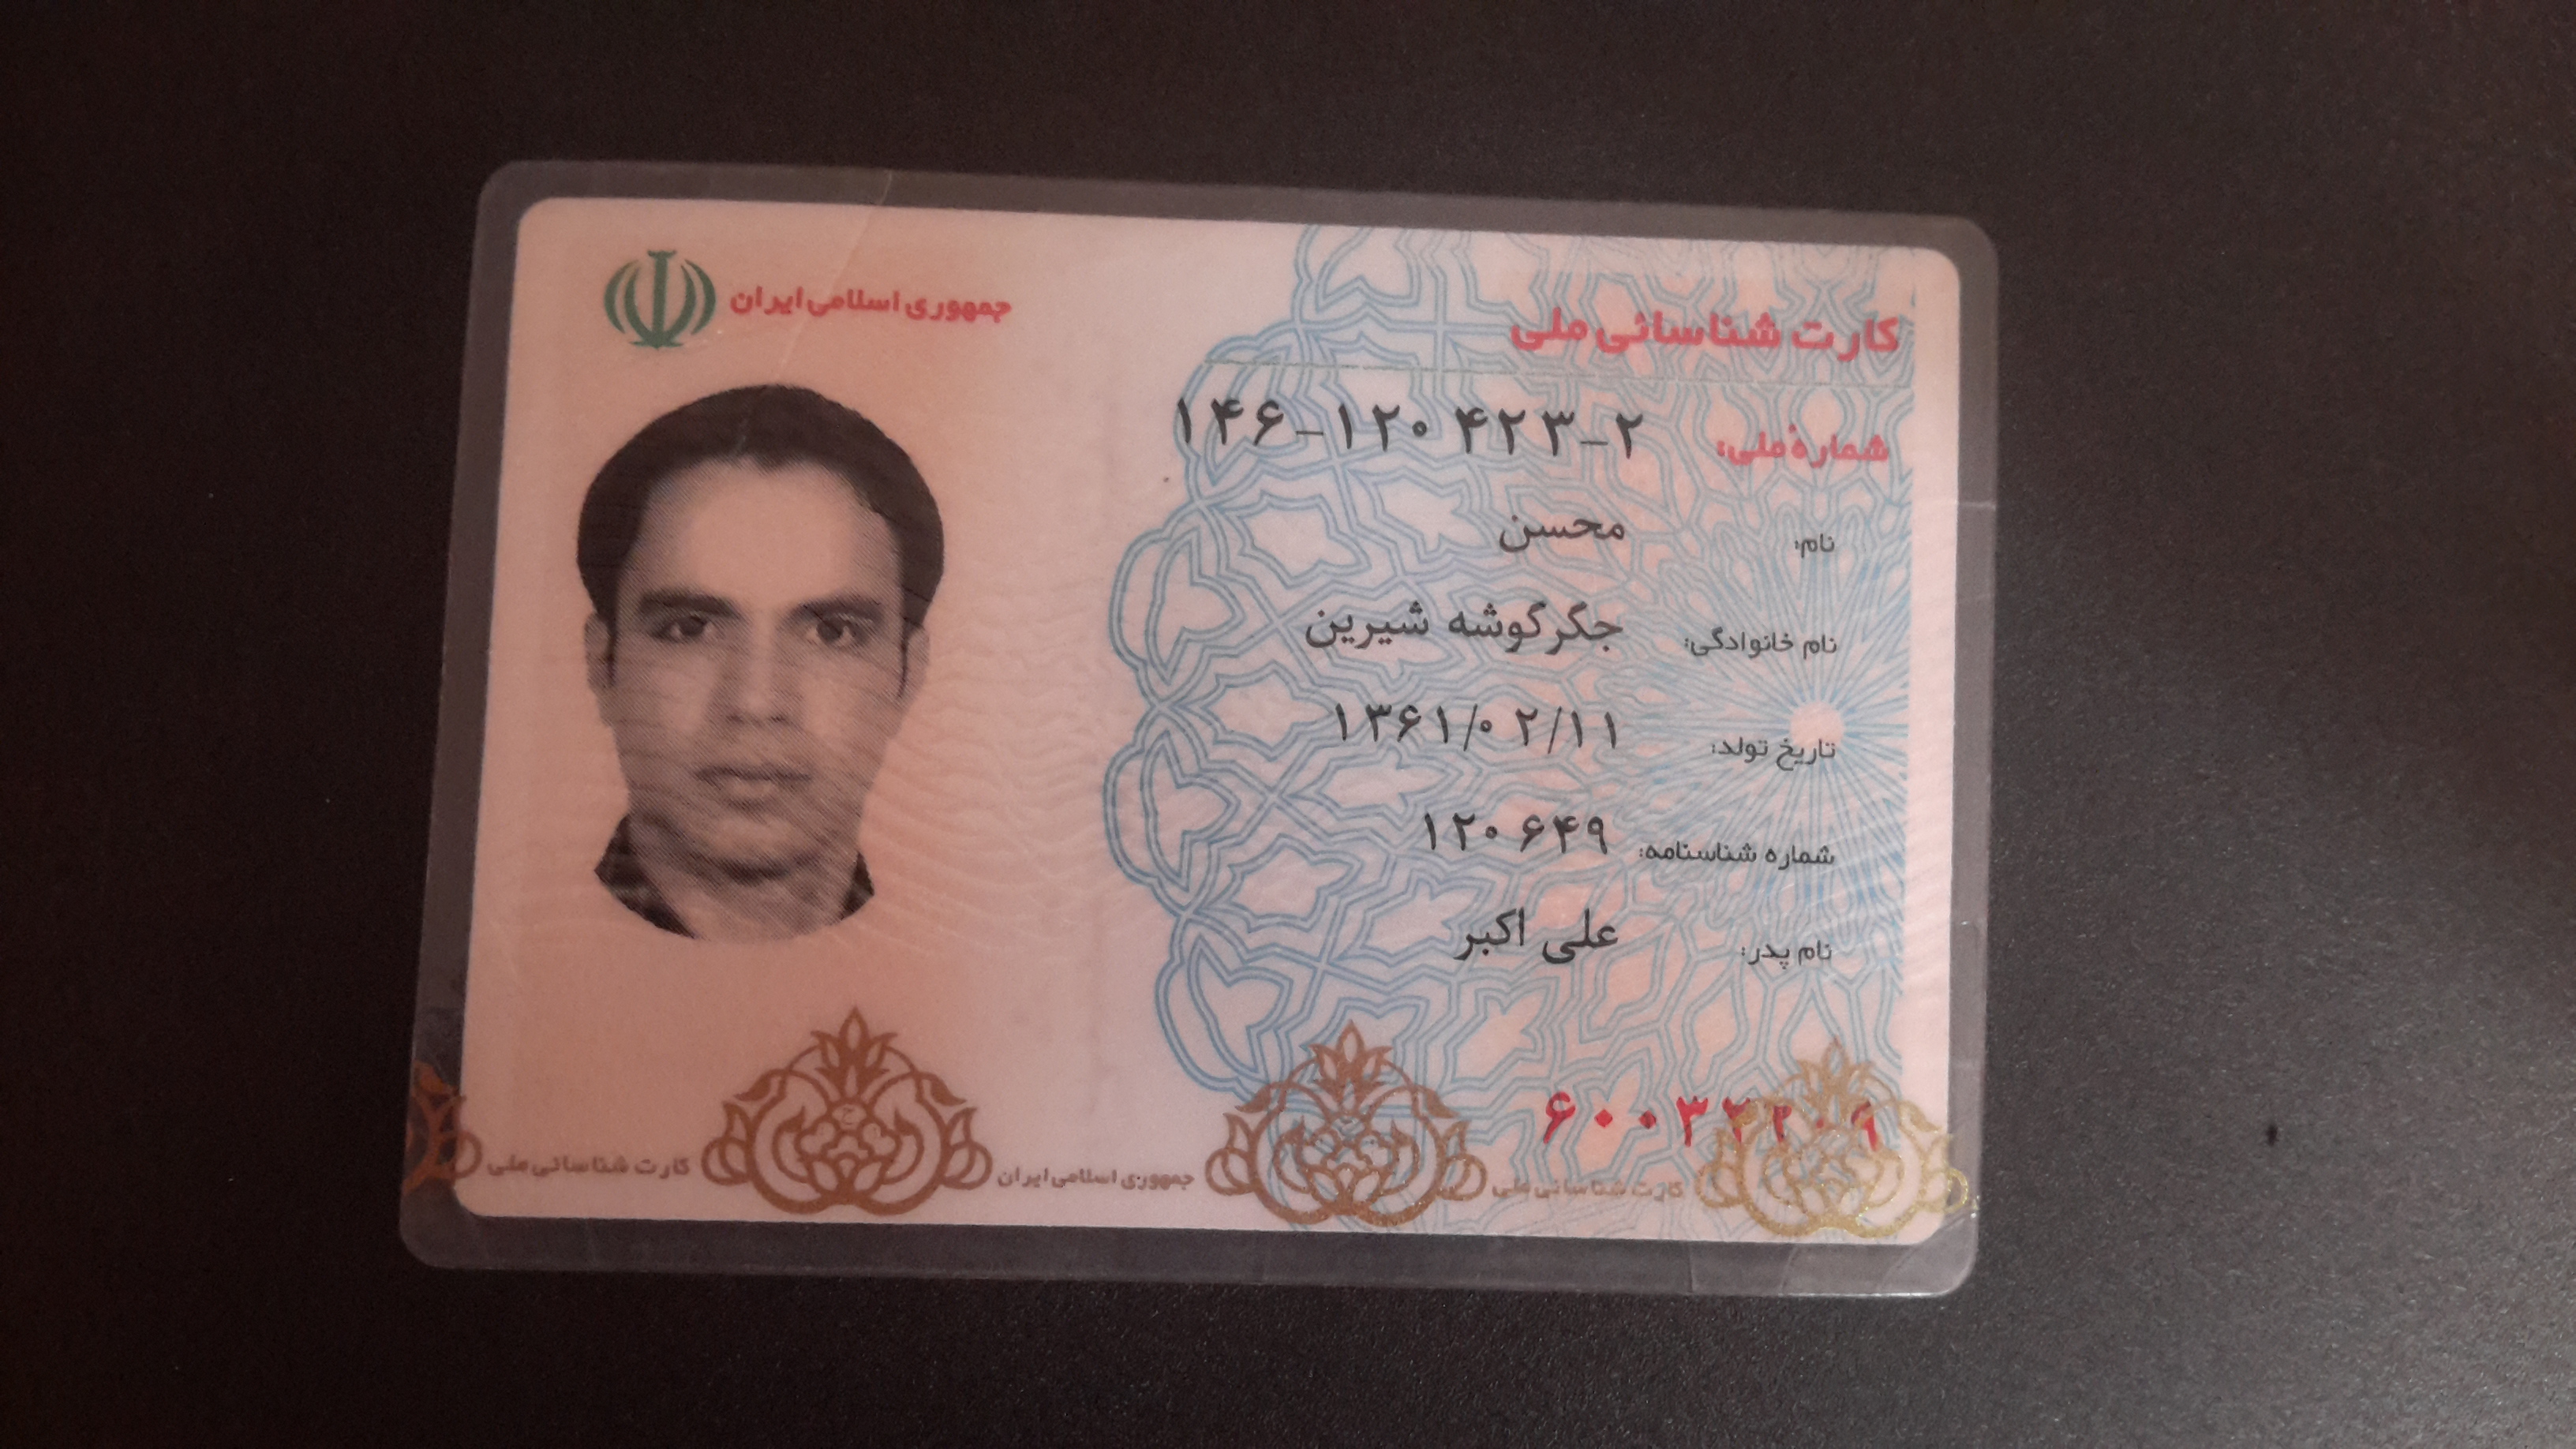 جمهوری اسلامی ایران
کارت شناسائی ملی
شماره ملی: ۱۴۶-۱۲۰۴۲۳-۲
نام: محسن
نام خانوادگی: جگرگوشه شیرین
تاریخ تولد: ۱۳۶۱/۰۲/۱۱
شماره شناسنامه: ۱۲۰۶۴۹
نام پدر: علی اکبر
کارت شناسائی ملی
جمهوری اسلامی ایران
کارت شناسائی ملی